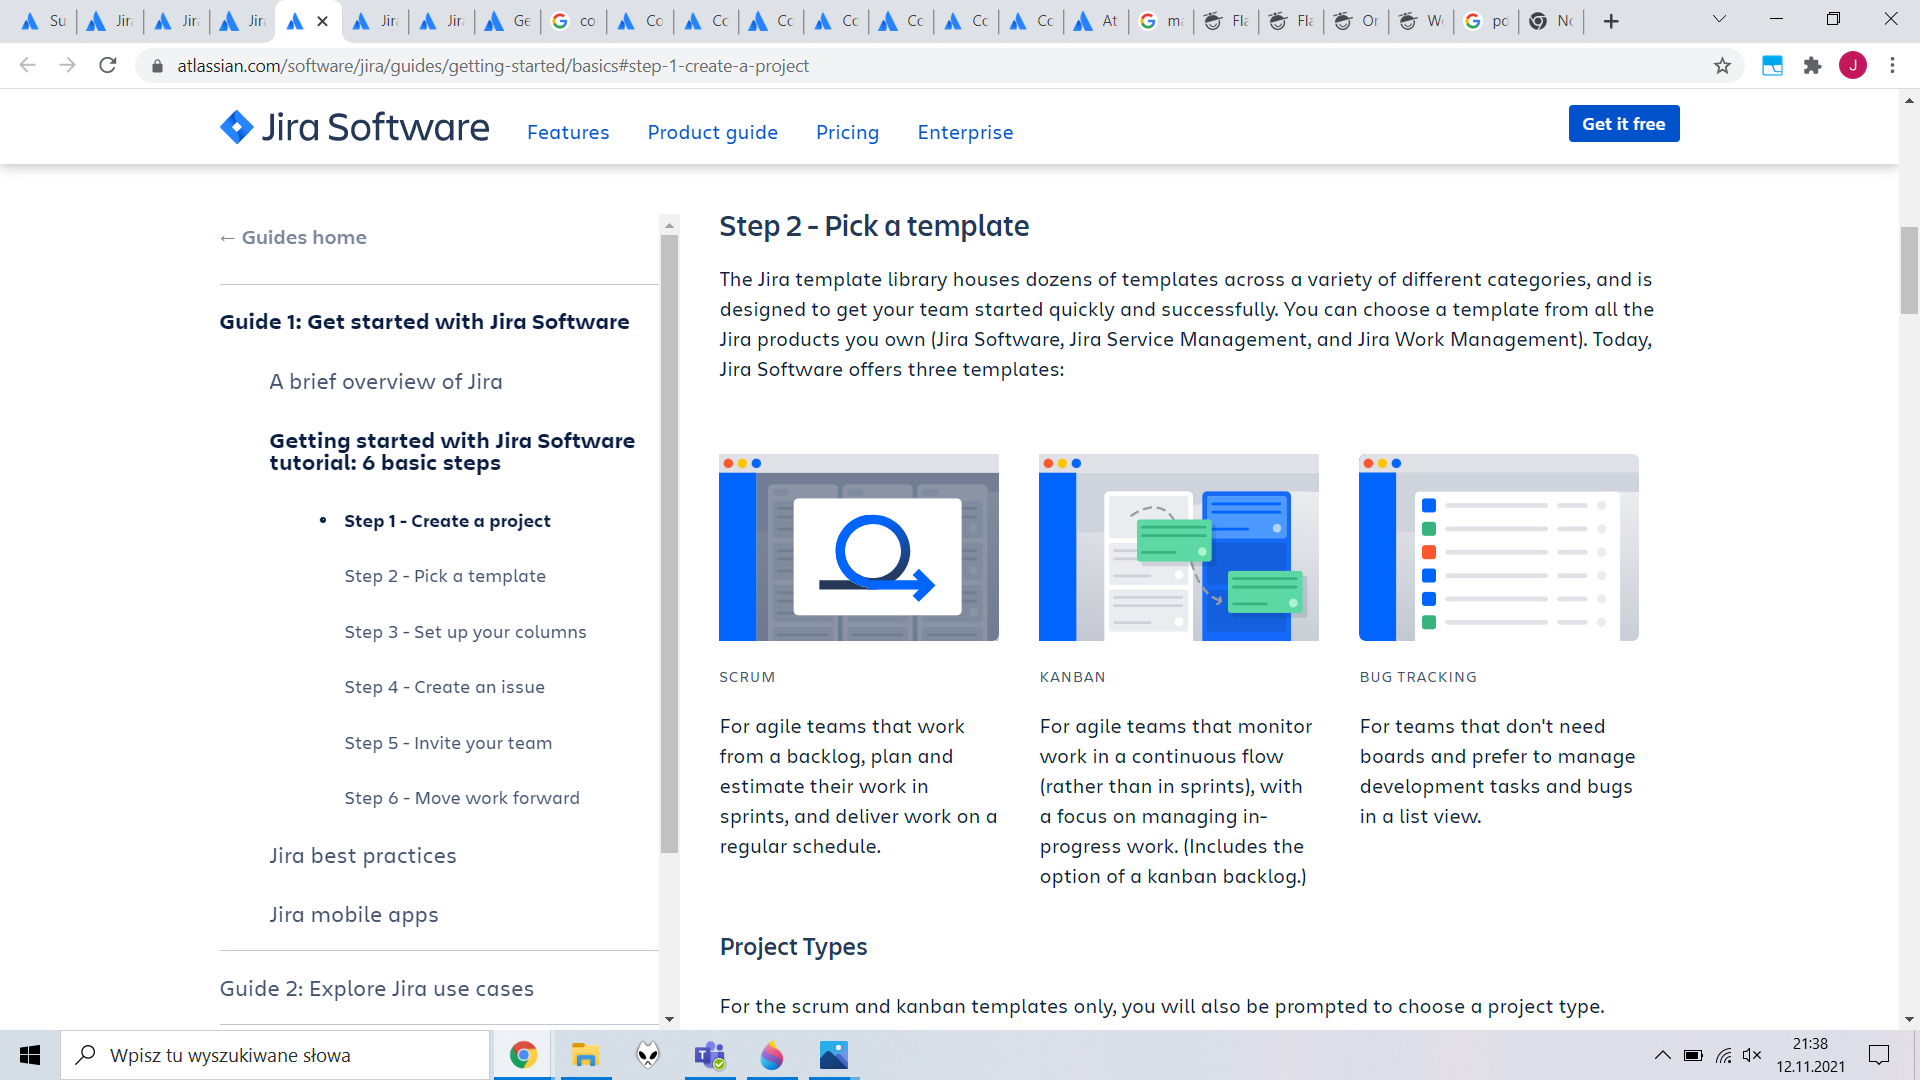 Su
Jira
Jira
Jira
Jira
Jira
Ge
co
Co
Co
Co
Co
Co
Co
Co
At
ma
Fla
Fla
On
We
pd
No
atlassian.com/software/jira/guides/getting-started/basics#step-1-create-a-project
J
Jira Software
Features
Product guide
Pricing
Enterprise
Get it free
← Guides home
Guide 1: Get started with Jira Software
A brief overview of Jira
Getting started with Jira Software
tutorial: 6 basic steps
• Step 1 - Create a project
Step 2 - Pick a template
Step 3 - Set up your columns
Step 4 - Create an issue
Step 5 - Invite your team
Step 6 - Move work forward
Jira best practices
Jira mobile apps
Guide 2: Explore Jira use cases
Step 2 - Pick a template
The Jira template library houses dozens of templates across a variety of different categories, and is
designed to get your team started quickly and successfully. You can choose a template from all the
Jira products you own (Jira Software, Jira Service Management, and Jira Work Management). Today,
Jira Software offers three templates:
SCRUM
For agile teams that work
from a backlog, plan and
estimate their work in
sprints, and deliver work on a
regular schedule.
KANBAN
For agile teams that monitor
work in a continuous flow
(rather than in sprints), with
a focus on managing in-
progress work. (Includes the
option of a kanban backlog.)
BUG TRACKING
For teams that don't need
boards and prefer to manage
development tasks and bugs
in a list view.
Project Types
For the scrum and kanban templates only, you will also be prompted to choose a project type.
Wpisz tu wyszukiwane słowa
21:38
12.11.2021